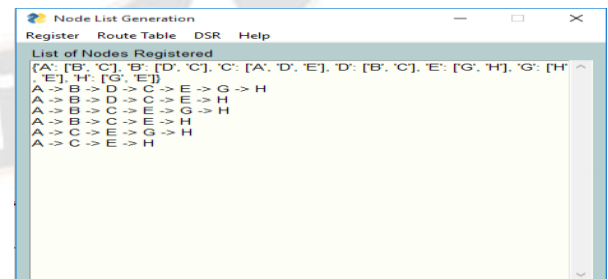 Node List Generation
Register Route Table DSR Help
List of Nodes Registered
{'A': ['B', 'C'], 'B': ['D', 'C'], 'C': ['A', 'D', 'E'], 'D': ['B', 'C'], 'E': ['G', 'H'], 'G': ['H'
, 'E'], 'H': ['G', 'E']}
A -> B -> D -> C -> E -> G -> H
A -> B -> D -> C -> E -> H
A -> B -> C -> E -> G -> H
A -> B -> C -> E -> H
A -> C -> E -> G -> H
A -> C -> E -> H